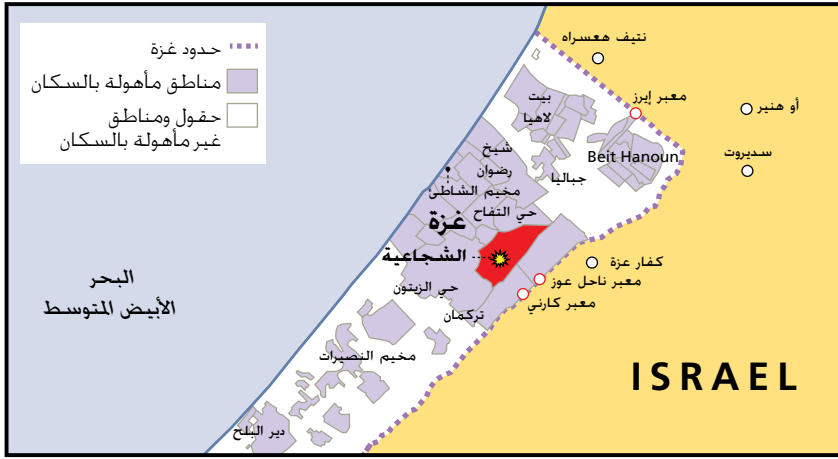 حدود غزة
مناطق مأهولة بالسكان
حقول ومناطق
غير مأهولة بالسكان
نتيف هعسراه
معبر إيرز
أو هنير
سديروت
بيت
لاهيا
Beit Hanoun
جباليا
شيخ
رضوان
مخيم الشاطئ
حي التفاح
غزة
الشجاعية
كفار عزة
معبر ناحل عوز
معبر كارني
حي الزيتون
تركمان
البحر
الأبيض المتوسط
مخيم النصيرات
دير البلح
ISRAEL